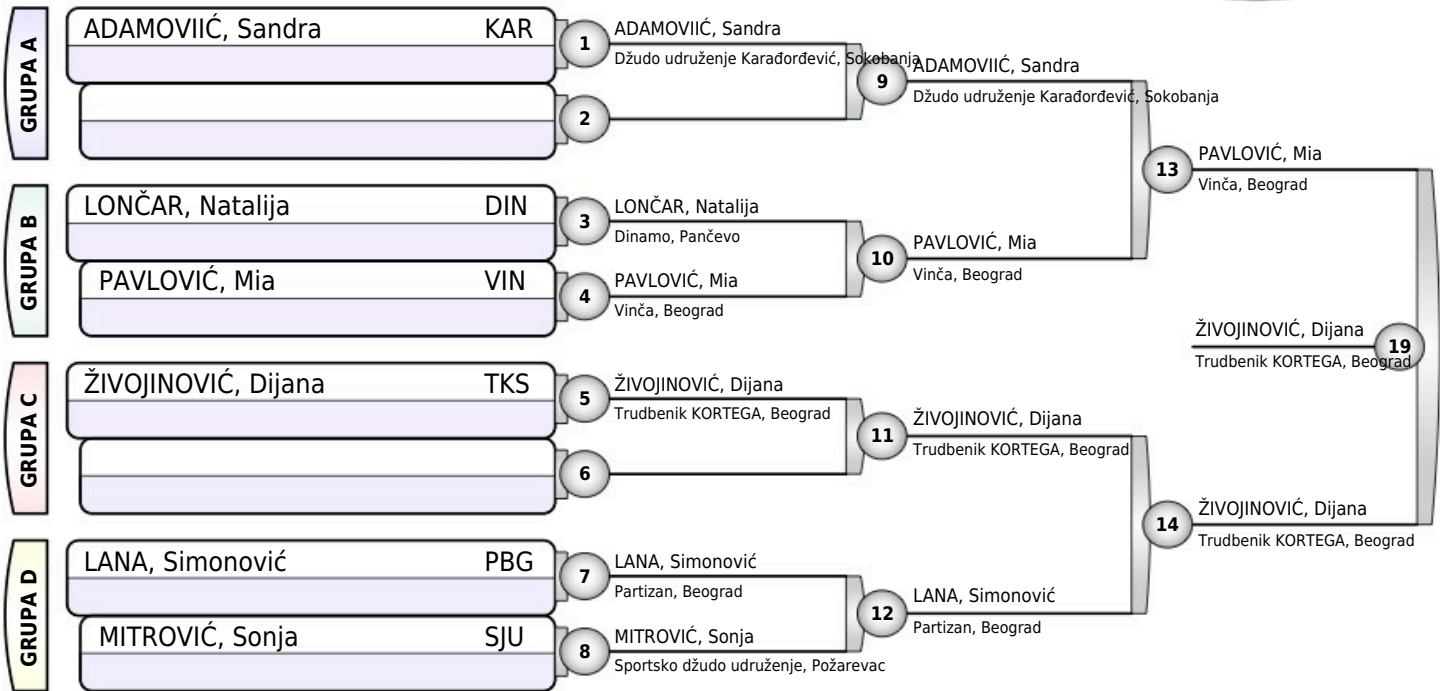 GRUPA A
ADAMOVIIĆ, Sandra KAR
1
2
ADAMOVIIĆ, Sandra
Džudo udruženje Karađorđević, Sokobanja
9
ADAMOVIIĆ, Sandra
Džudo udruženje Karađorđević, Sokobanja
13
PAVLOVIĆ, Mia
Vinča, Beograd
GRUPA B
LONČAR, Natalija DIN
3
LONČAR, Natalija
Dinamo, Pančevo
PAVLOVIĆ, Mia VIN
4
PAVLOVIĆ, Mia
Vinča, Beograd
10
PAVLOVIĆ, Mia
Vinča, Beograd
ŽIVOJINOVIĆ, Dijana
Trudbenik KORTEGA, Beograd
19
GRUPA C
ŽIVOJINOVIĆ, Dijana TKS
5
ŽIVOJINOVIĆ, Dijana
Trudbenik KORTEGA, Beograd
6
11
ŽIVOJINOVIĆ, Dijana
Trudbenik KORTEGA, Beograd
14
ŽIVOJINOVIĆ, Dijana
Trudbenik KORTEGA, Beograd
GRUPA D
LANA, Simonović PBG
7
LANA, Simonović
Partizan, Beograd
MITROVIĆ, Sonja SJU
8
MITROVIĆ, Sonja
Sportsko džudo udruženje, Požarevac
12
LANA, Simonović
Partizan, Beograd